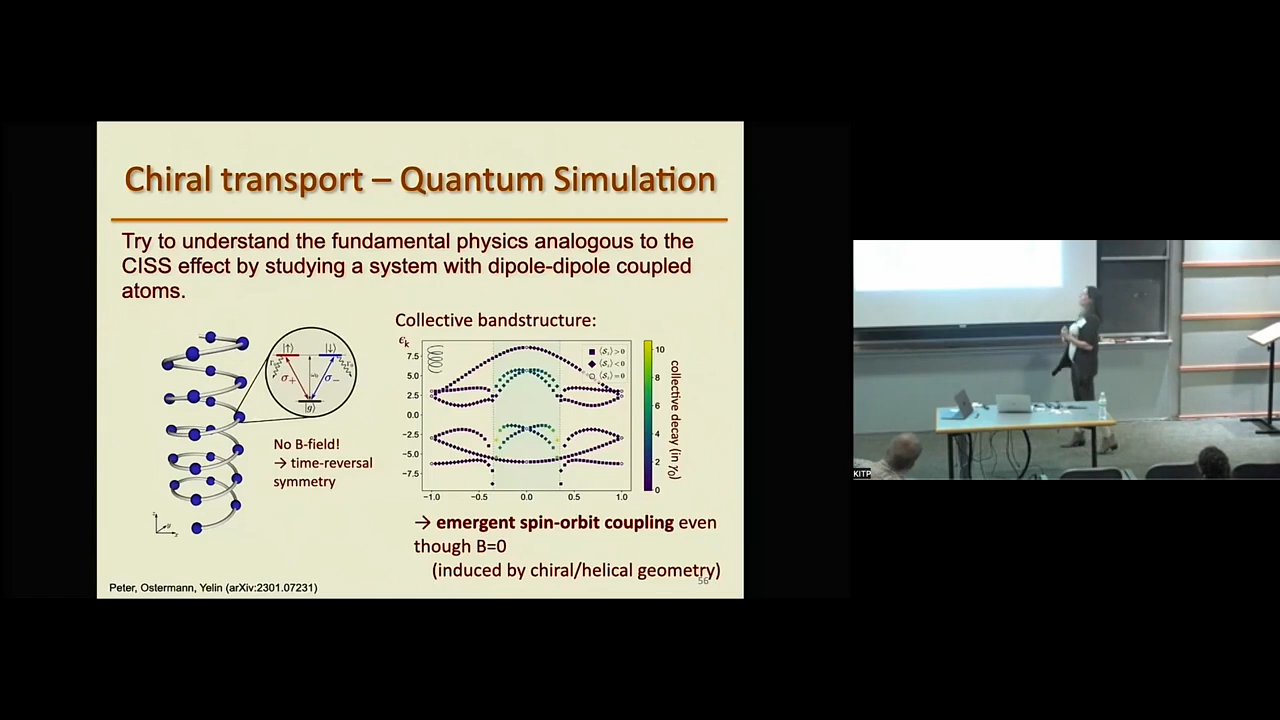 Chiral transport – Quantum Simulation
Try to understand the fundamental physics analogous to the
CISS effect by studying a system with dipole-dipole coupled
atoms.
Collective bandstructure:
ϵk
|↑⟩ |↓⟩
σ+ σ−
|g⟩
No B-field!
→ time-reversal
symmetry
7.5
5.0
2.5
0.0
−2.5
−5.0
−7.5
−1.0 −0.5 0.0 0.5 1.0
10
8
6
4
2
0
collective decay (in γ0)
→ emergent spin-orbit coupling even
though B=0
(induced by chiral/helical geometry)
56
Peter, Ostermann, Yelin (arXiv:2301.07231)
KITP